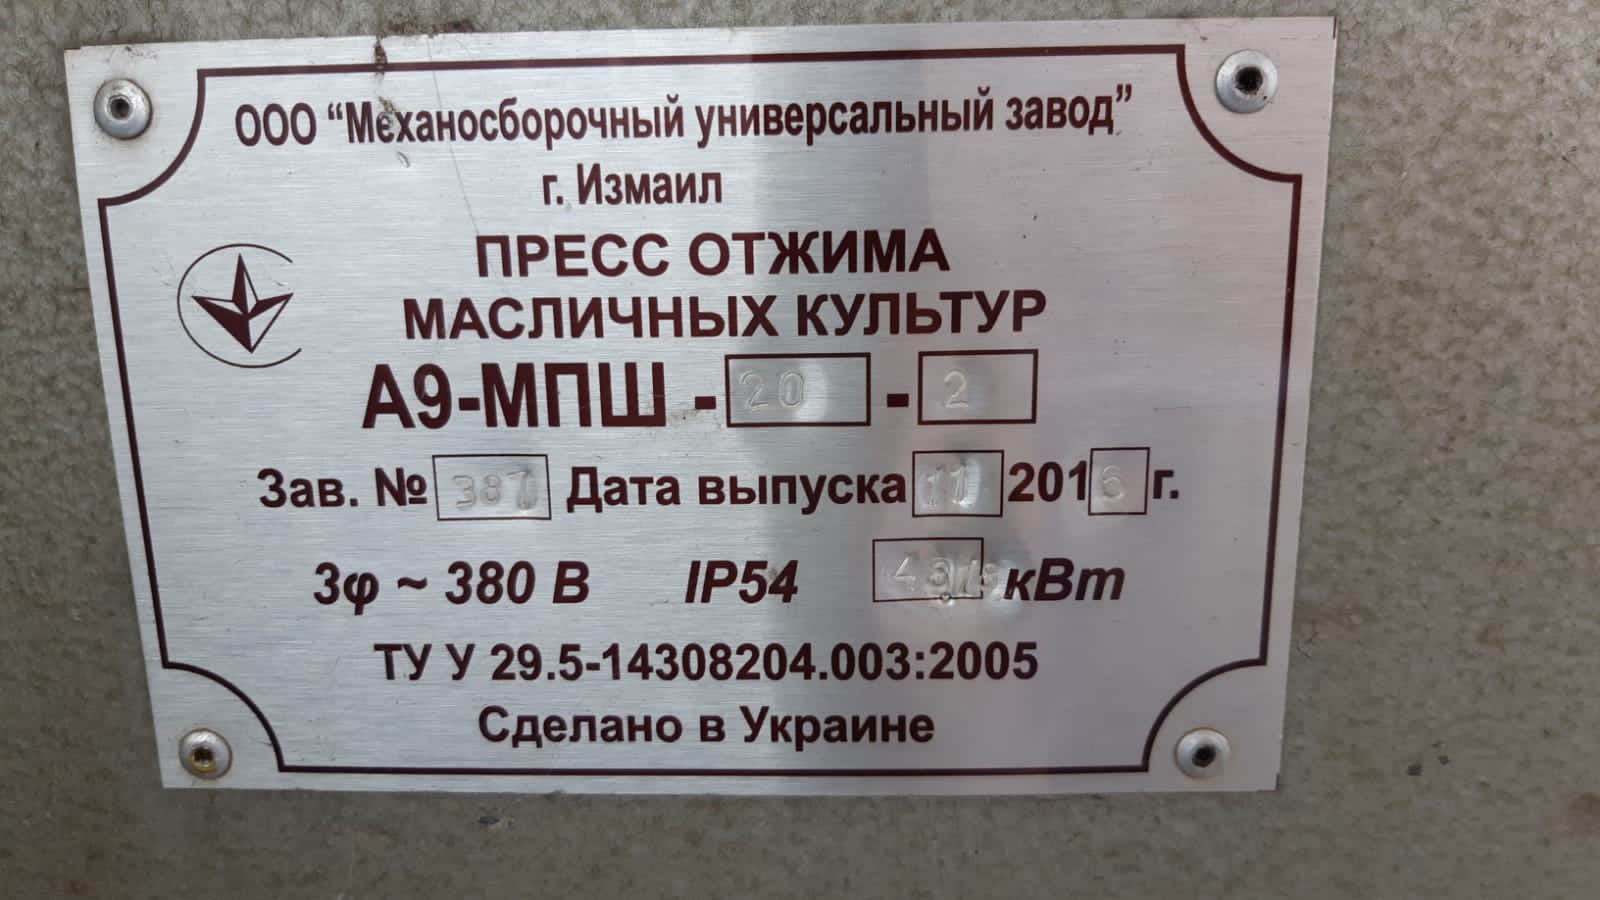 ООО “Механосборочный универсальный завод”
г. Измаил
ПРЕСС ОТЖИМА
МАСЛИЧНЫХ КУЛЬТУР
А9-МПШ - 20 - 2
Зав. № 387 Дата выпуска 11 2016 г.
3φ ~ 380 В IP54 кВт
ТУ У 29.5-14308204.003:2005
Сделано в Украине